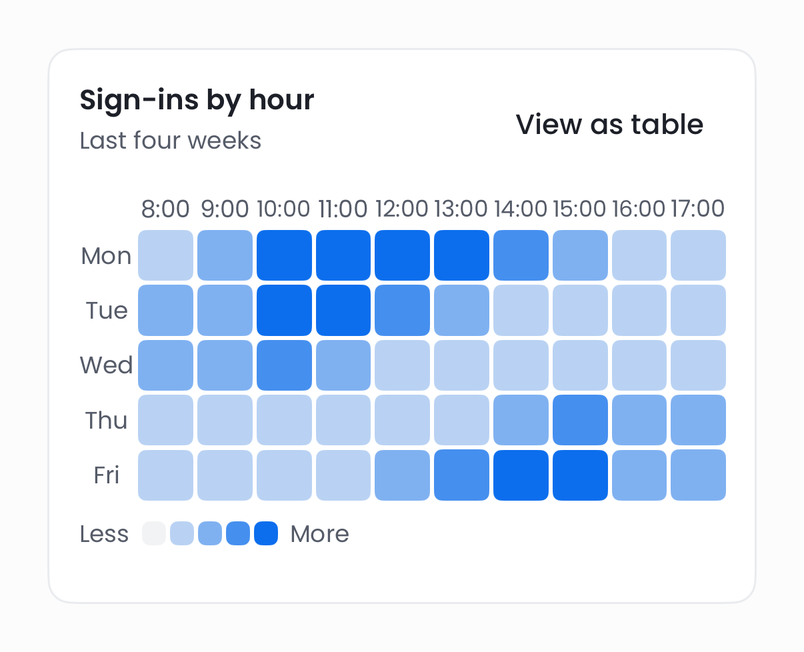 Sign-ins by hour
Last four weeks
View as table
8:00 9:00 10:00 11:00 12:00 13:00 14:00 15:00 16:00 17:00
Mon
Tue
Wed
Thu
Fri
Less More